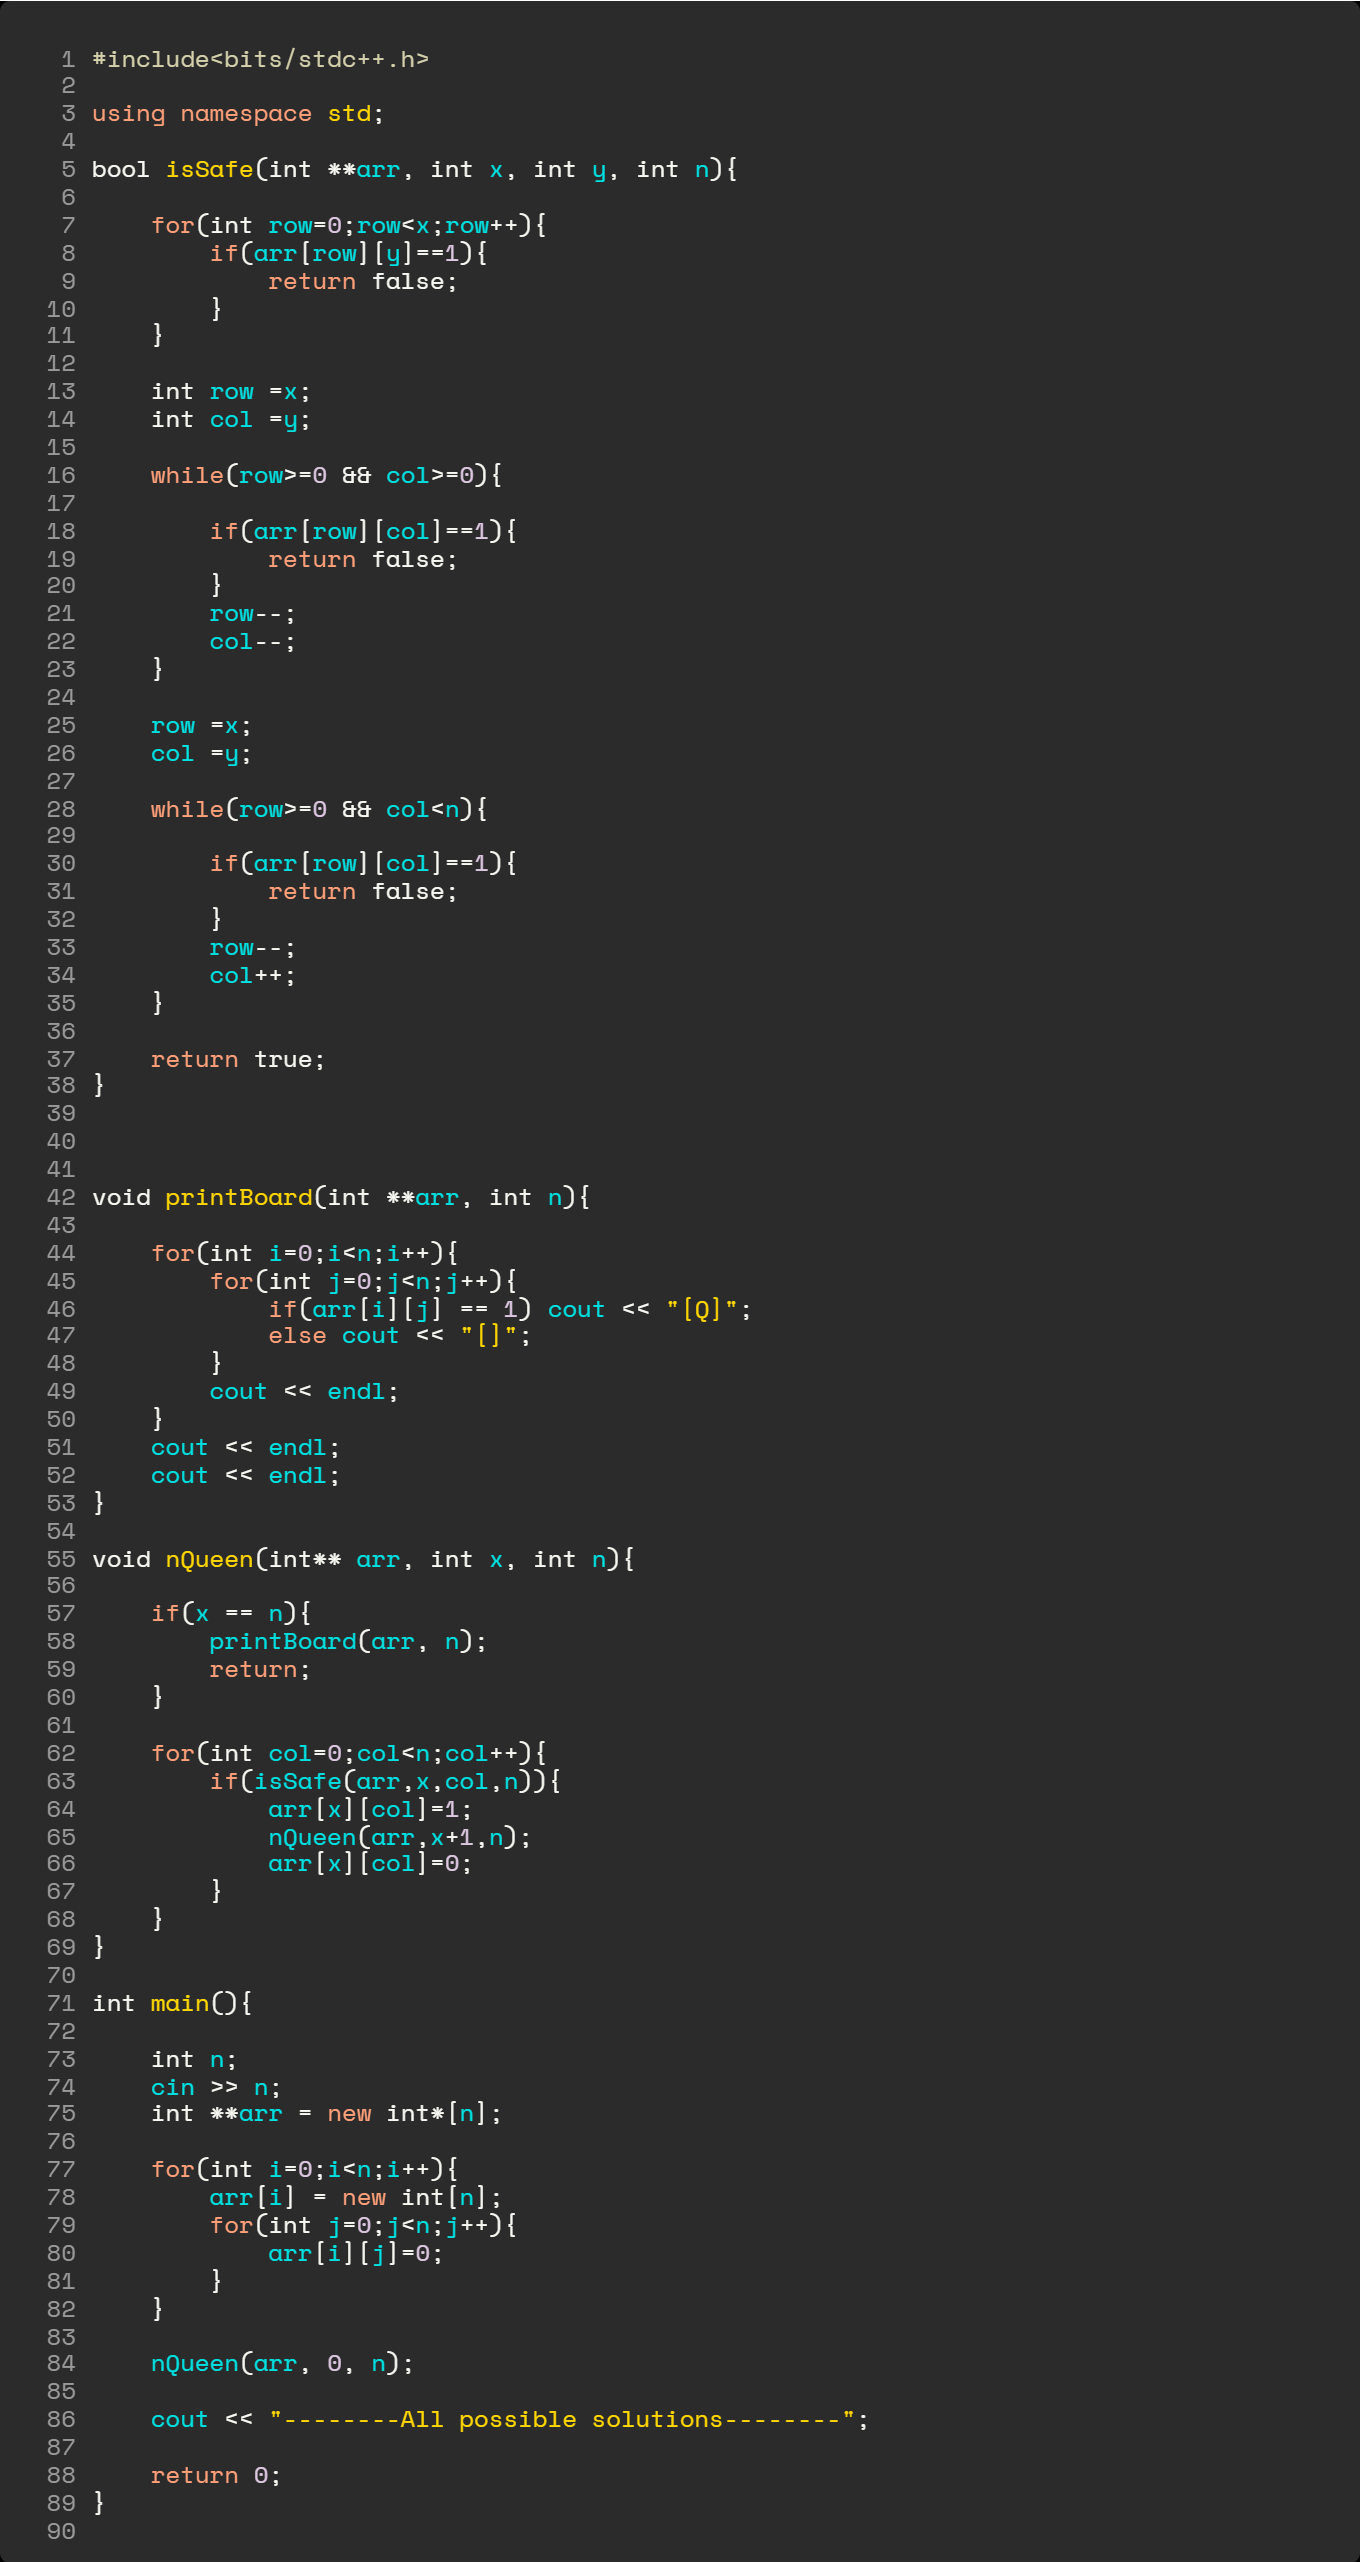 1 #include<bits/stdc++.h>
2
3 using namespace std;
4
5 bool isSafe(int **arr, int x, int y, int n){
6
7     for(int row=0;row<x;row++){
8         if(arr[row][y]==1){
9             return false;
10         }
11     }
12
13     int row =x;
14     int col =y;
15
16     while(row>=0 && col>=0){
17
18         if(arr[row][col]==1){
19             return false;
20         }
21         row--;
22         col--;
23     }
24
25     row =x;
26     col =y;
27
28     while(row>=0 && col<n){
29
30         if(arr[row][col]==1){
31             return false;
32         }
33         row--;
34         col++;
35     }
36
37     return true;
38 }
39
40
41
42 void printBoard(int **arr, int n){
43
44     for(int i=0;i<n;i++){
45         for(int j=0;j<n;j++){
46             if(arr[i][j] == 1) cout << "[Q]";
47             else cout << "[]";
48         }
49         cout << endl;
50     }
51     cout << endl;
52     cout << endl;
53 }
54
55 void nQueen(int** arr, int x, int n){
56
57     if(x == n){
58         printBoard(arr, n);
59         return;
60     }
61
62     for(int col=0;col<n;col++){
63         if(isSafe(arr,x,col,n)){
64             arr[x][col]=1;
65             nQueen(arr,x+1,n);
66             arr[x][col]=0;
67         }
68     }
69 }
70
71 int main(){
72
73     int n;
74     cin >> n;
75     int **arr = new int*[n];
76
77     for(int i=0;i<n;i++){
78         arr[i] = new int[n];
79         for(int j=0;j<n;j++){
80             arr[i][j]=0;
81         }
82     }
83
84     nQueen(arr, 0, n);
85
86     cout << "--------All possible solutions--------";
87
88     return 0;
89 }
90